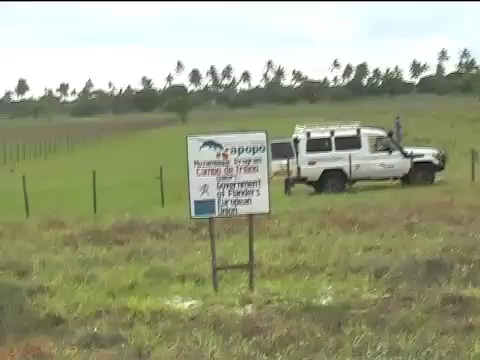 apopo
Mozambique Program
Campo de Treino
Government
of Flanders
European
Union